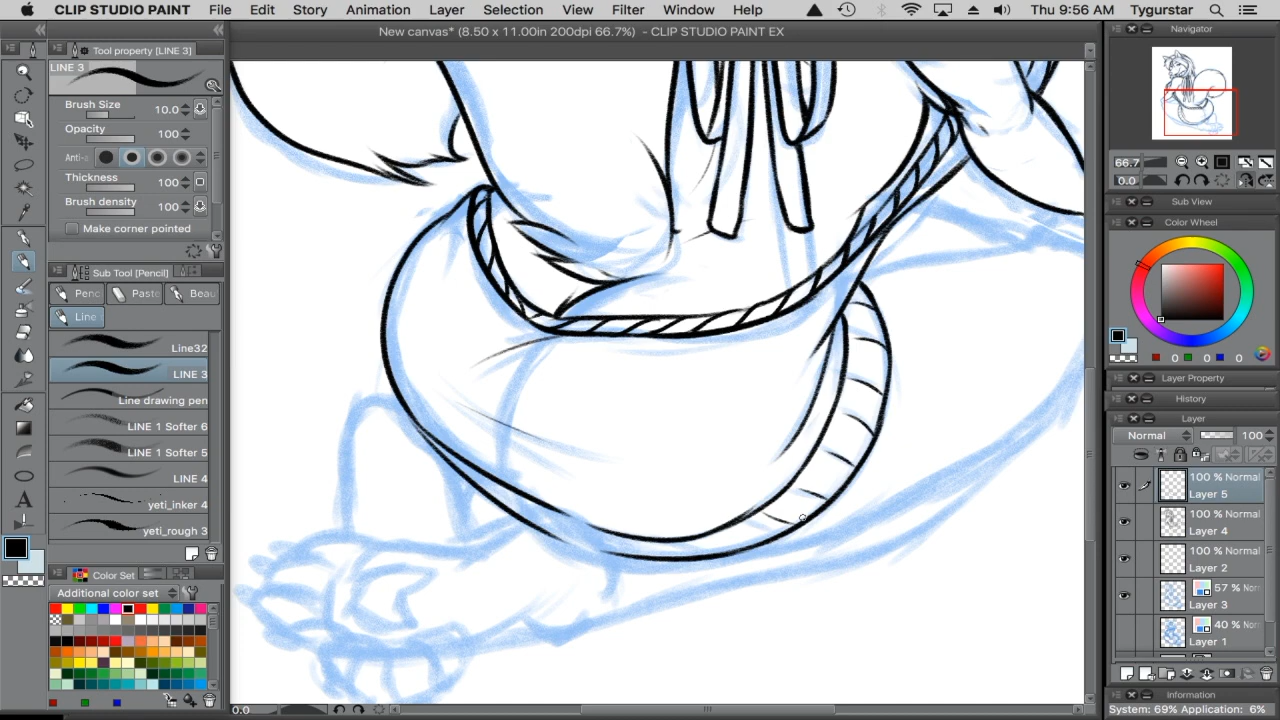 CLIP STUDIO PAINT File Edit Story Animation Layer Selection View Filter Window Help Thu 9:56 AM Tygurstar
New canvas* (8.50 x 11.00in 200dpi 66.7%) - CLIP STUDIO PAINT EX
Tool property [LINE 3]
LINE 3
Brush Size 10.0
Opacity 100
Anti-a
Thickness 100
Brush density 100
Make corner pointed
Sub Tool [Pencil]
Penc Paste Beau
Line
Line32
LINE 3
Line drawing pen
LINE 1 Softer 6
LINE 1 Softer 5
LINE 4
yeti_inker 4
yeti_rough 3
Color Set
Additional color set
0.0
Navigator
66.7
0.0
Sub View
Color Wheel
0 0 0
Layer Property
History
Layer
Normal 100
100 % Normal
Layer 5
100 % Normal
Layer 4
100 % Normal
Layer 2
57 % Norm
Layer 3
40 % Norm
Layer 1
Information
System: 69% Application: 6%